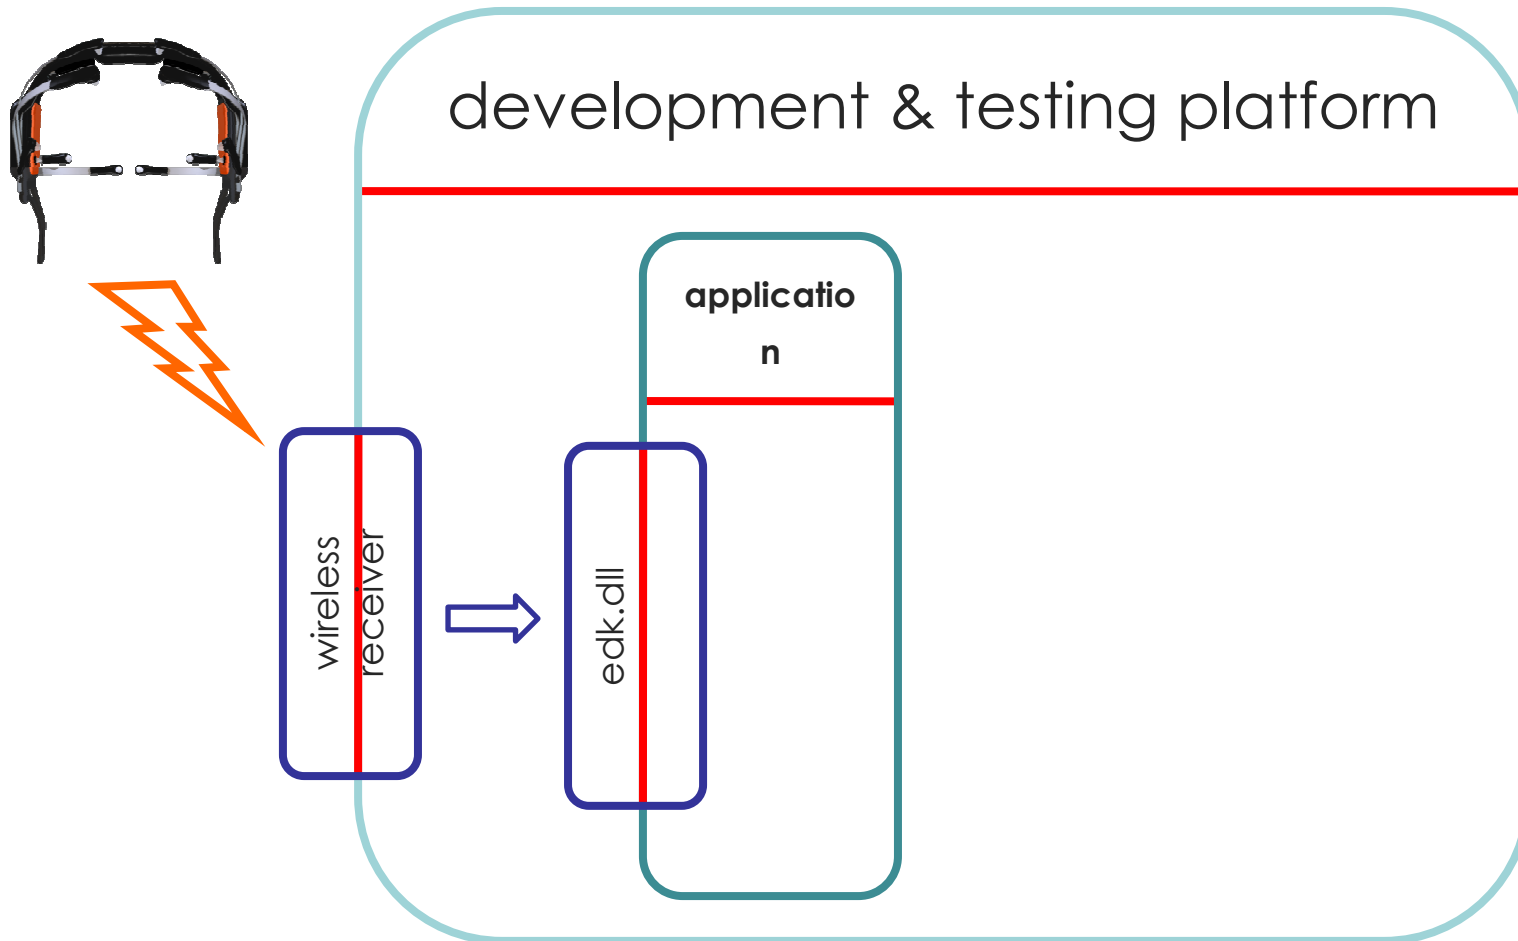 development & testing platform
applicatio
n
wireless
receiver
edk.dll